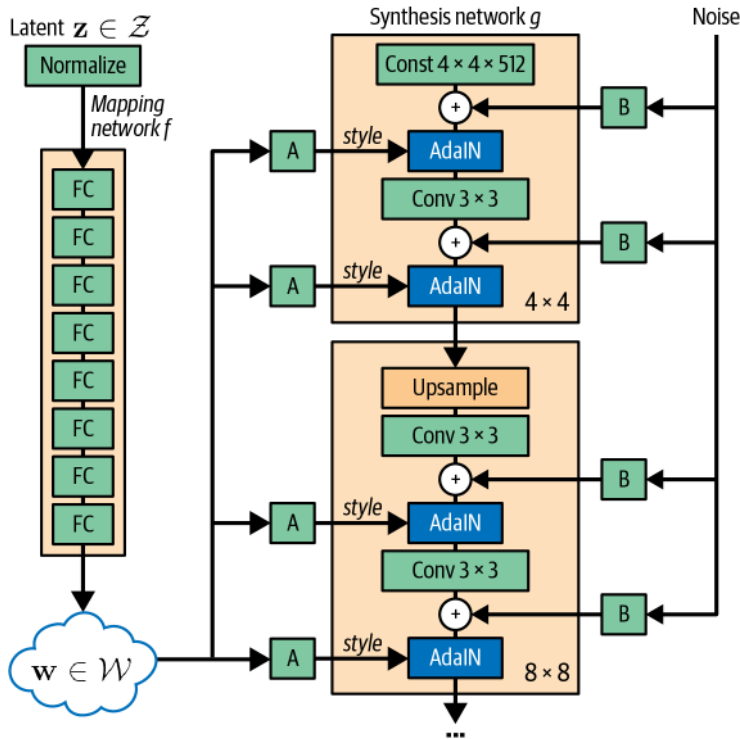 Latent z ∈ 𝒵
Normalize
Mapping
network f
FC
FC
FC
FC
FC
FC
FC
FC
w ∈ 𝒲
Synthesis network g
Noise
Const 4 × 4 × 512
+
B
A
style
AdaIN
Conv 3 × 3
+
B
A
style
AdaIN
4 × 4
Upsample
Conv 3 × 3
+
B
A
style
AdaIN
Conv 3 × 3
+
B
A
style
AdaIN
8 × 8
...